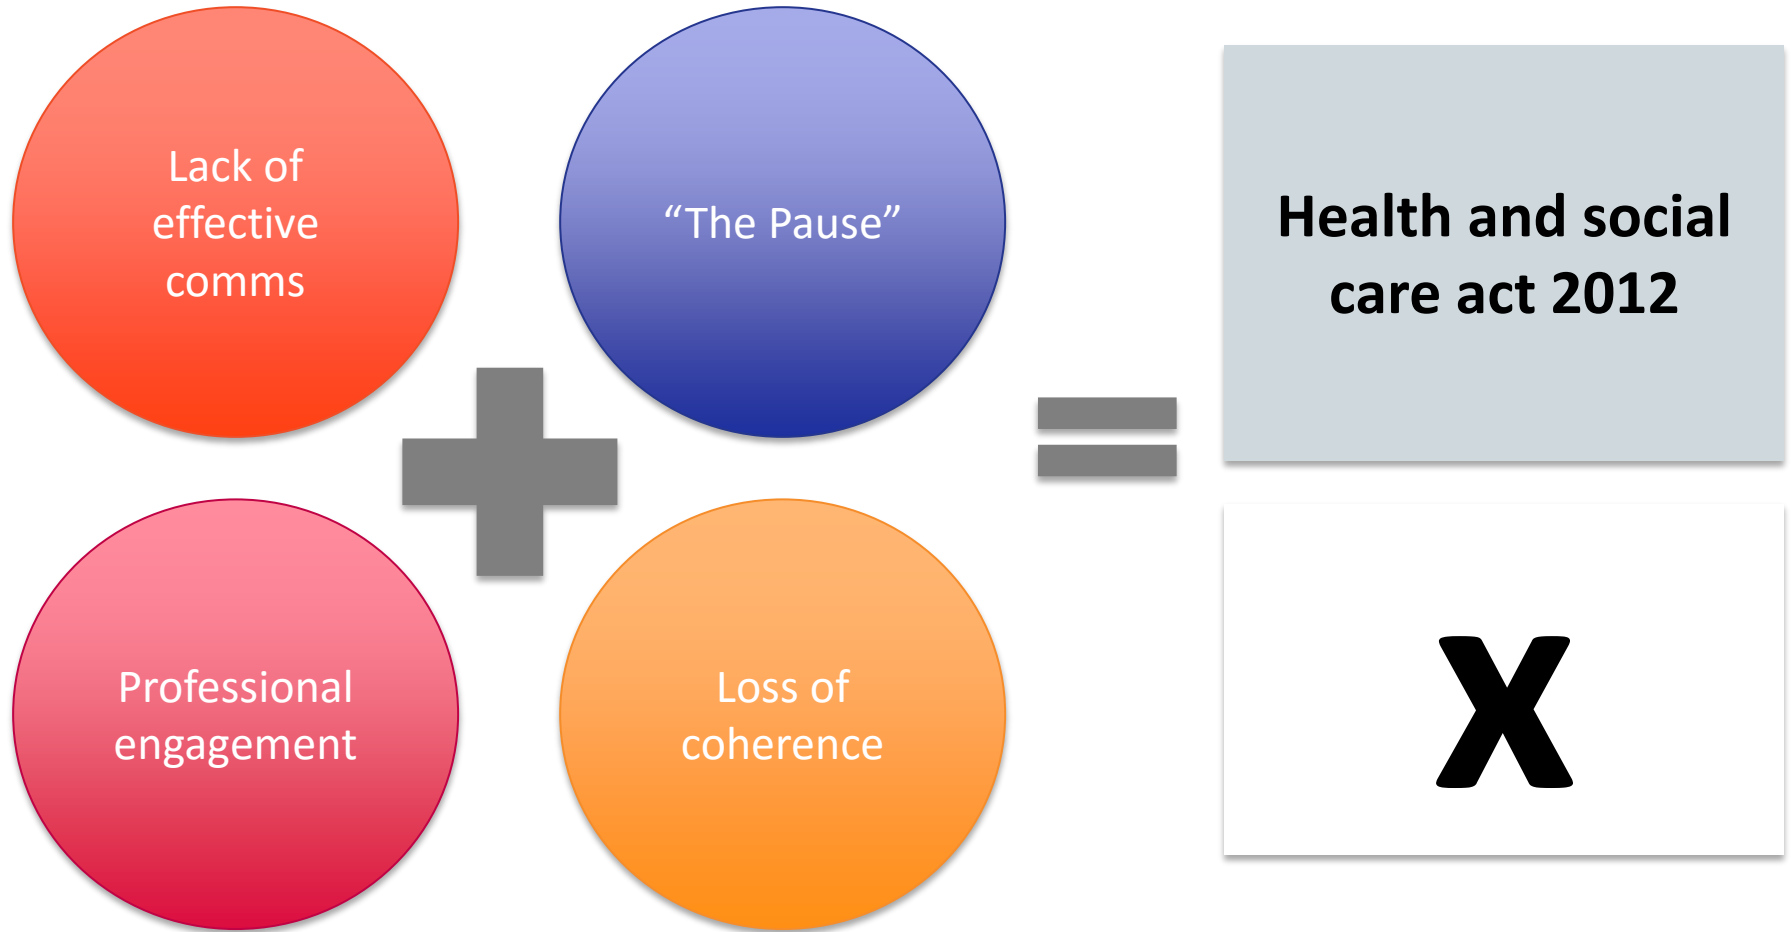 Lack of
effective
comms
“The Pause”
Professional
engagement
Loss of
coherence
Health and social
care act 2012
X